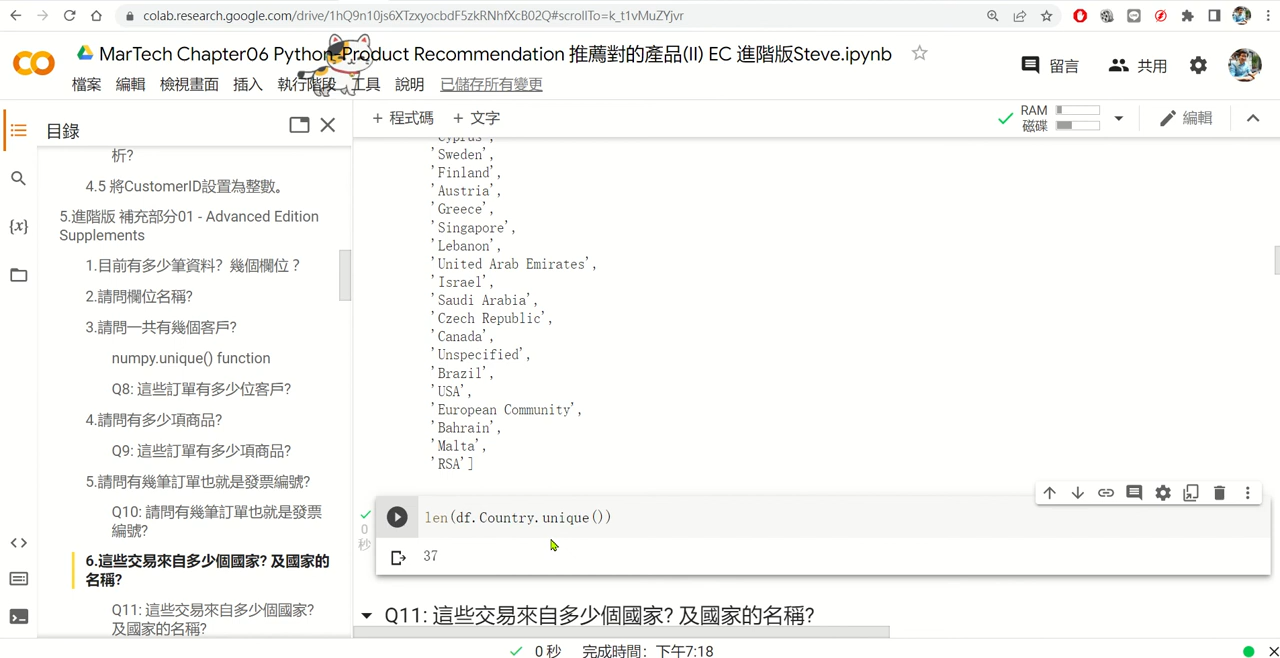 colab.research.google.com/drive/1hQ9n10js6XTzxyocbdF5zkRNhfXcB02Q#scrollTo=k_t1vMuZYjvr
MarTech Chapter06 Python-Product Recommendation 推薦對的產品(II) EC 進階版Steve.ipynb
檔案 編輯 檢視畫面 插入 執行階段 工具 說明 已儲存所有變更
留言 共用
目錄
+ 程式碼 + 文字
RAM
磁碟
編輯
析?
4.5 將CustomerID設置為整數。
5.進階版 補充部分01 - Advanced Edition
Supplements
1.目前有多少筆資料? 幾個欄位 ?
2.請問欄位名稱?
3.請問一共有幾個客戶?
numpy.unique() function
Q8: 這些訂單有多少位客戶?
4.請問有多少項商品?
Q9: 這些訂單有多少項商品?
5.請問有幾筆訂單也就是發票編號?
Q10: 請問有幾筆訂單也就是發票
編號?
6.這些交易來自多少個國家? 及國家的
名稱?
Q11: 這些交易來自多少個國家?
及國家的名稱?
'Cyprus',
'Sweden',
'Finland',
'Austria',
'Greece',
'Singapore',
'Lebanon',
'United Arab Emirates',
'Israel',
'Saudi Arabia',
'Czech Republic',
'Canada',
'Unspecified',
'Brazil',
'USA',
'European Community',
'Bahrain',
'Malta',
'RSA']
0
秒
len(df.Country.unique())
37
Q11: 這些交易來自多少個國家? 及國家的名稱?
0 秒 完成時間: 下午7:18